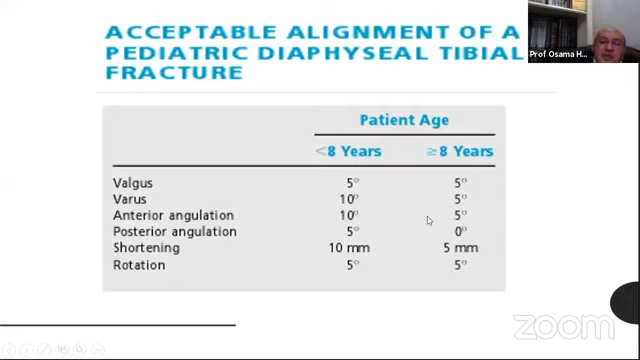 ACCEPTABLE ALIGNMENT OF A
PEDIATRIC DIAPHYSEAL TIBIAL
FRACTURE
Prof Osama H...
Patient Age
<8 Years ≥8 Years
Valgus 5° 5°
Varus 10° 5°
Anterior angulation 10° 5°
Posterior angulation 5° 0°
Shortening 10 mm 5 mm
Rotation 5° 5°
zoom